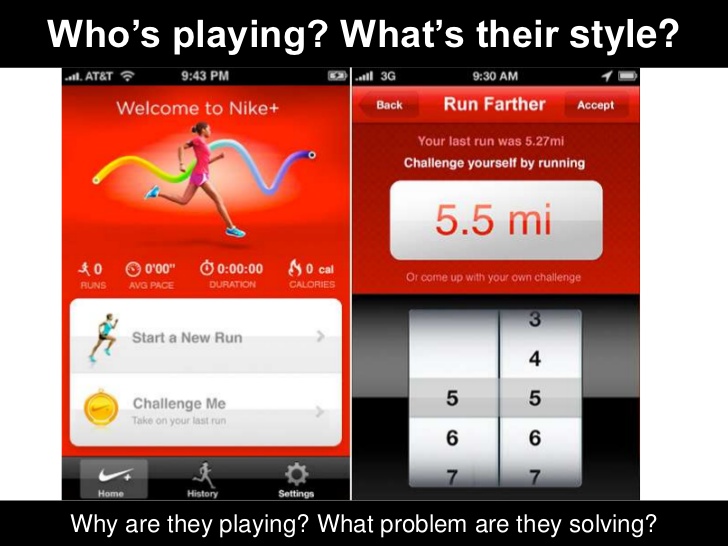 Who's playing? What's their style?
AT&T 9:43 PM
Welcome to Nike+
0 0'00" 0:00:00 0 cal
RUNS AVG PACE DURATION CALORIES
Start a New Run
Challenge Me
Take on your last run
Home History Settings
3G 9:30 AM
Back Run Farther Accept
Your last run was 5.27mi
Challenge yourself by running
5.5 mi
Or come up with your own challenge
3
4
5 5
6 6
7 7
Why are they playing? What problem are they solving?